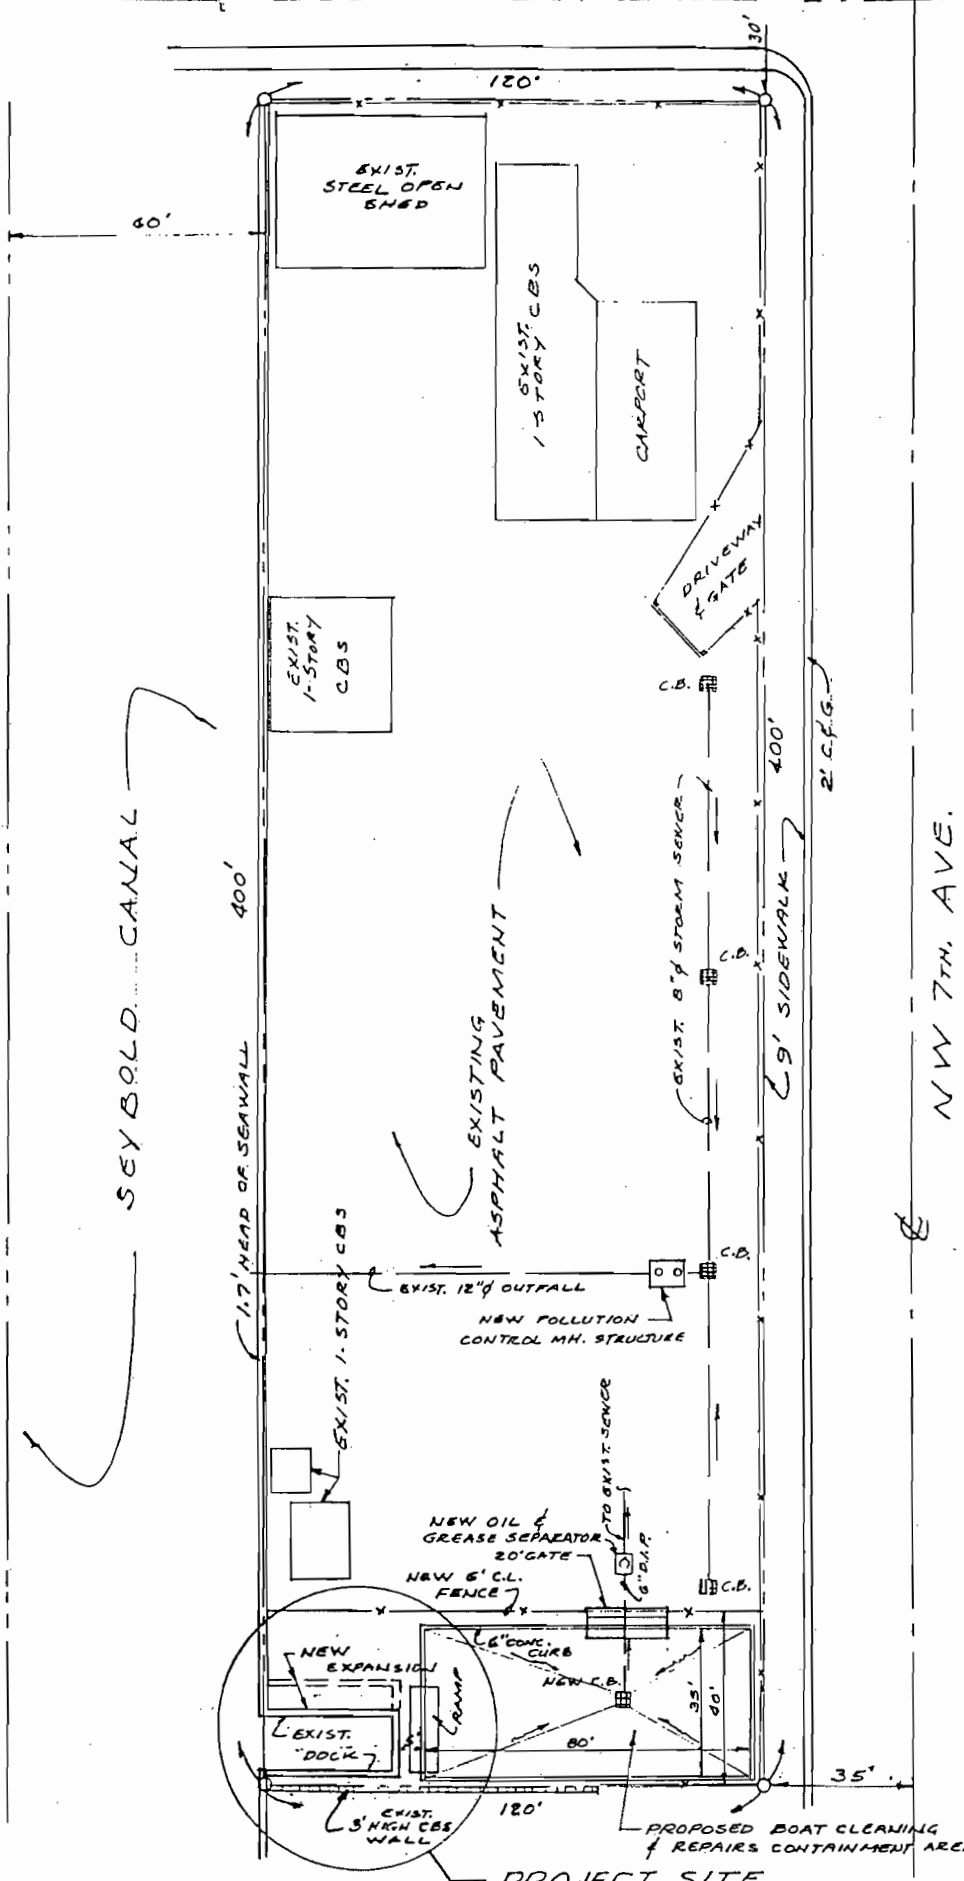 30'
120'
EXIST.
STEEL OPEN
SHED
60'
EXIST.
1-STORY CBS
CARPORT
DRIVEWAY
& GATE
EXIST.
1-STORY
CBS
C.B.
400'
2' C.&G.
SEYBOLD CANAL
400'
EXIST. 8"ϕ STORM SEWER
9' SIDEWALK
NW 7TH. AVE.
C.B.
EXISTING
ASPHALT PAVEMENT
1.7' HEAD OF SEAWALL
C.B.
EXIST. 12"ϕ OUTFALL
NEW POLLUTION
CONTROL MH. STRUCTURE
EXIST. 1-STORY CBS
TO EXIST. SEWER
NEW OIL &
GREASE SEPARATOR
20' GATE
6" D.I.P.
NEW 6' C.L.
FENCE
C.B.
6" CONC.
CURB
NEW
EXPANSION
RAMP
NEW C.B.
35'
40'
EXIST.
DOCK
5'
80'
35'
EXIST.
3' HIGH CBS
WALL
120'
PROPOSED BOAT CLEANING
& REPAIRS CONTAINMENT AREA
PROJECT SITE